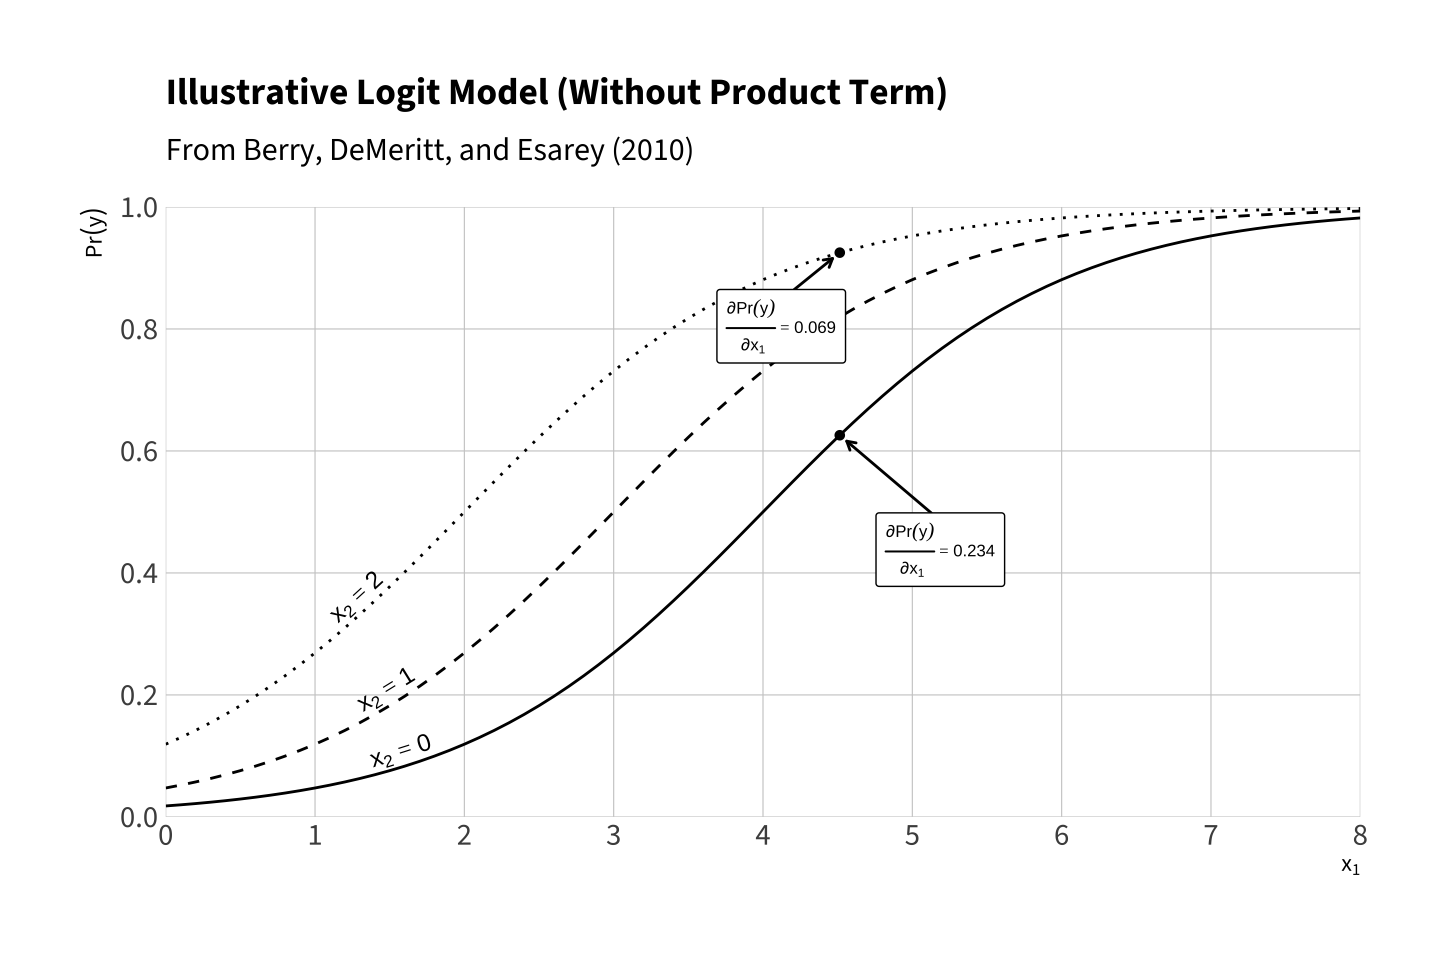 Illustrative Logit Model (Without Product Term)
From Berry, DeMeritt, and Esarey (2010)
Pr(y)
1.0
0.8
0.6
0.4
0.2
0.0
∂Pr(y)
= 0.069
∂x₁
∂Pr(y)
= 0.234
∂x₁
x₂ = 2
x₂ = 1
x₂ = 0
0 1 2 3 4 5 6 7 8
x₁